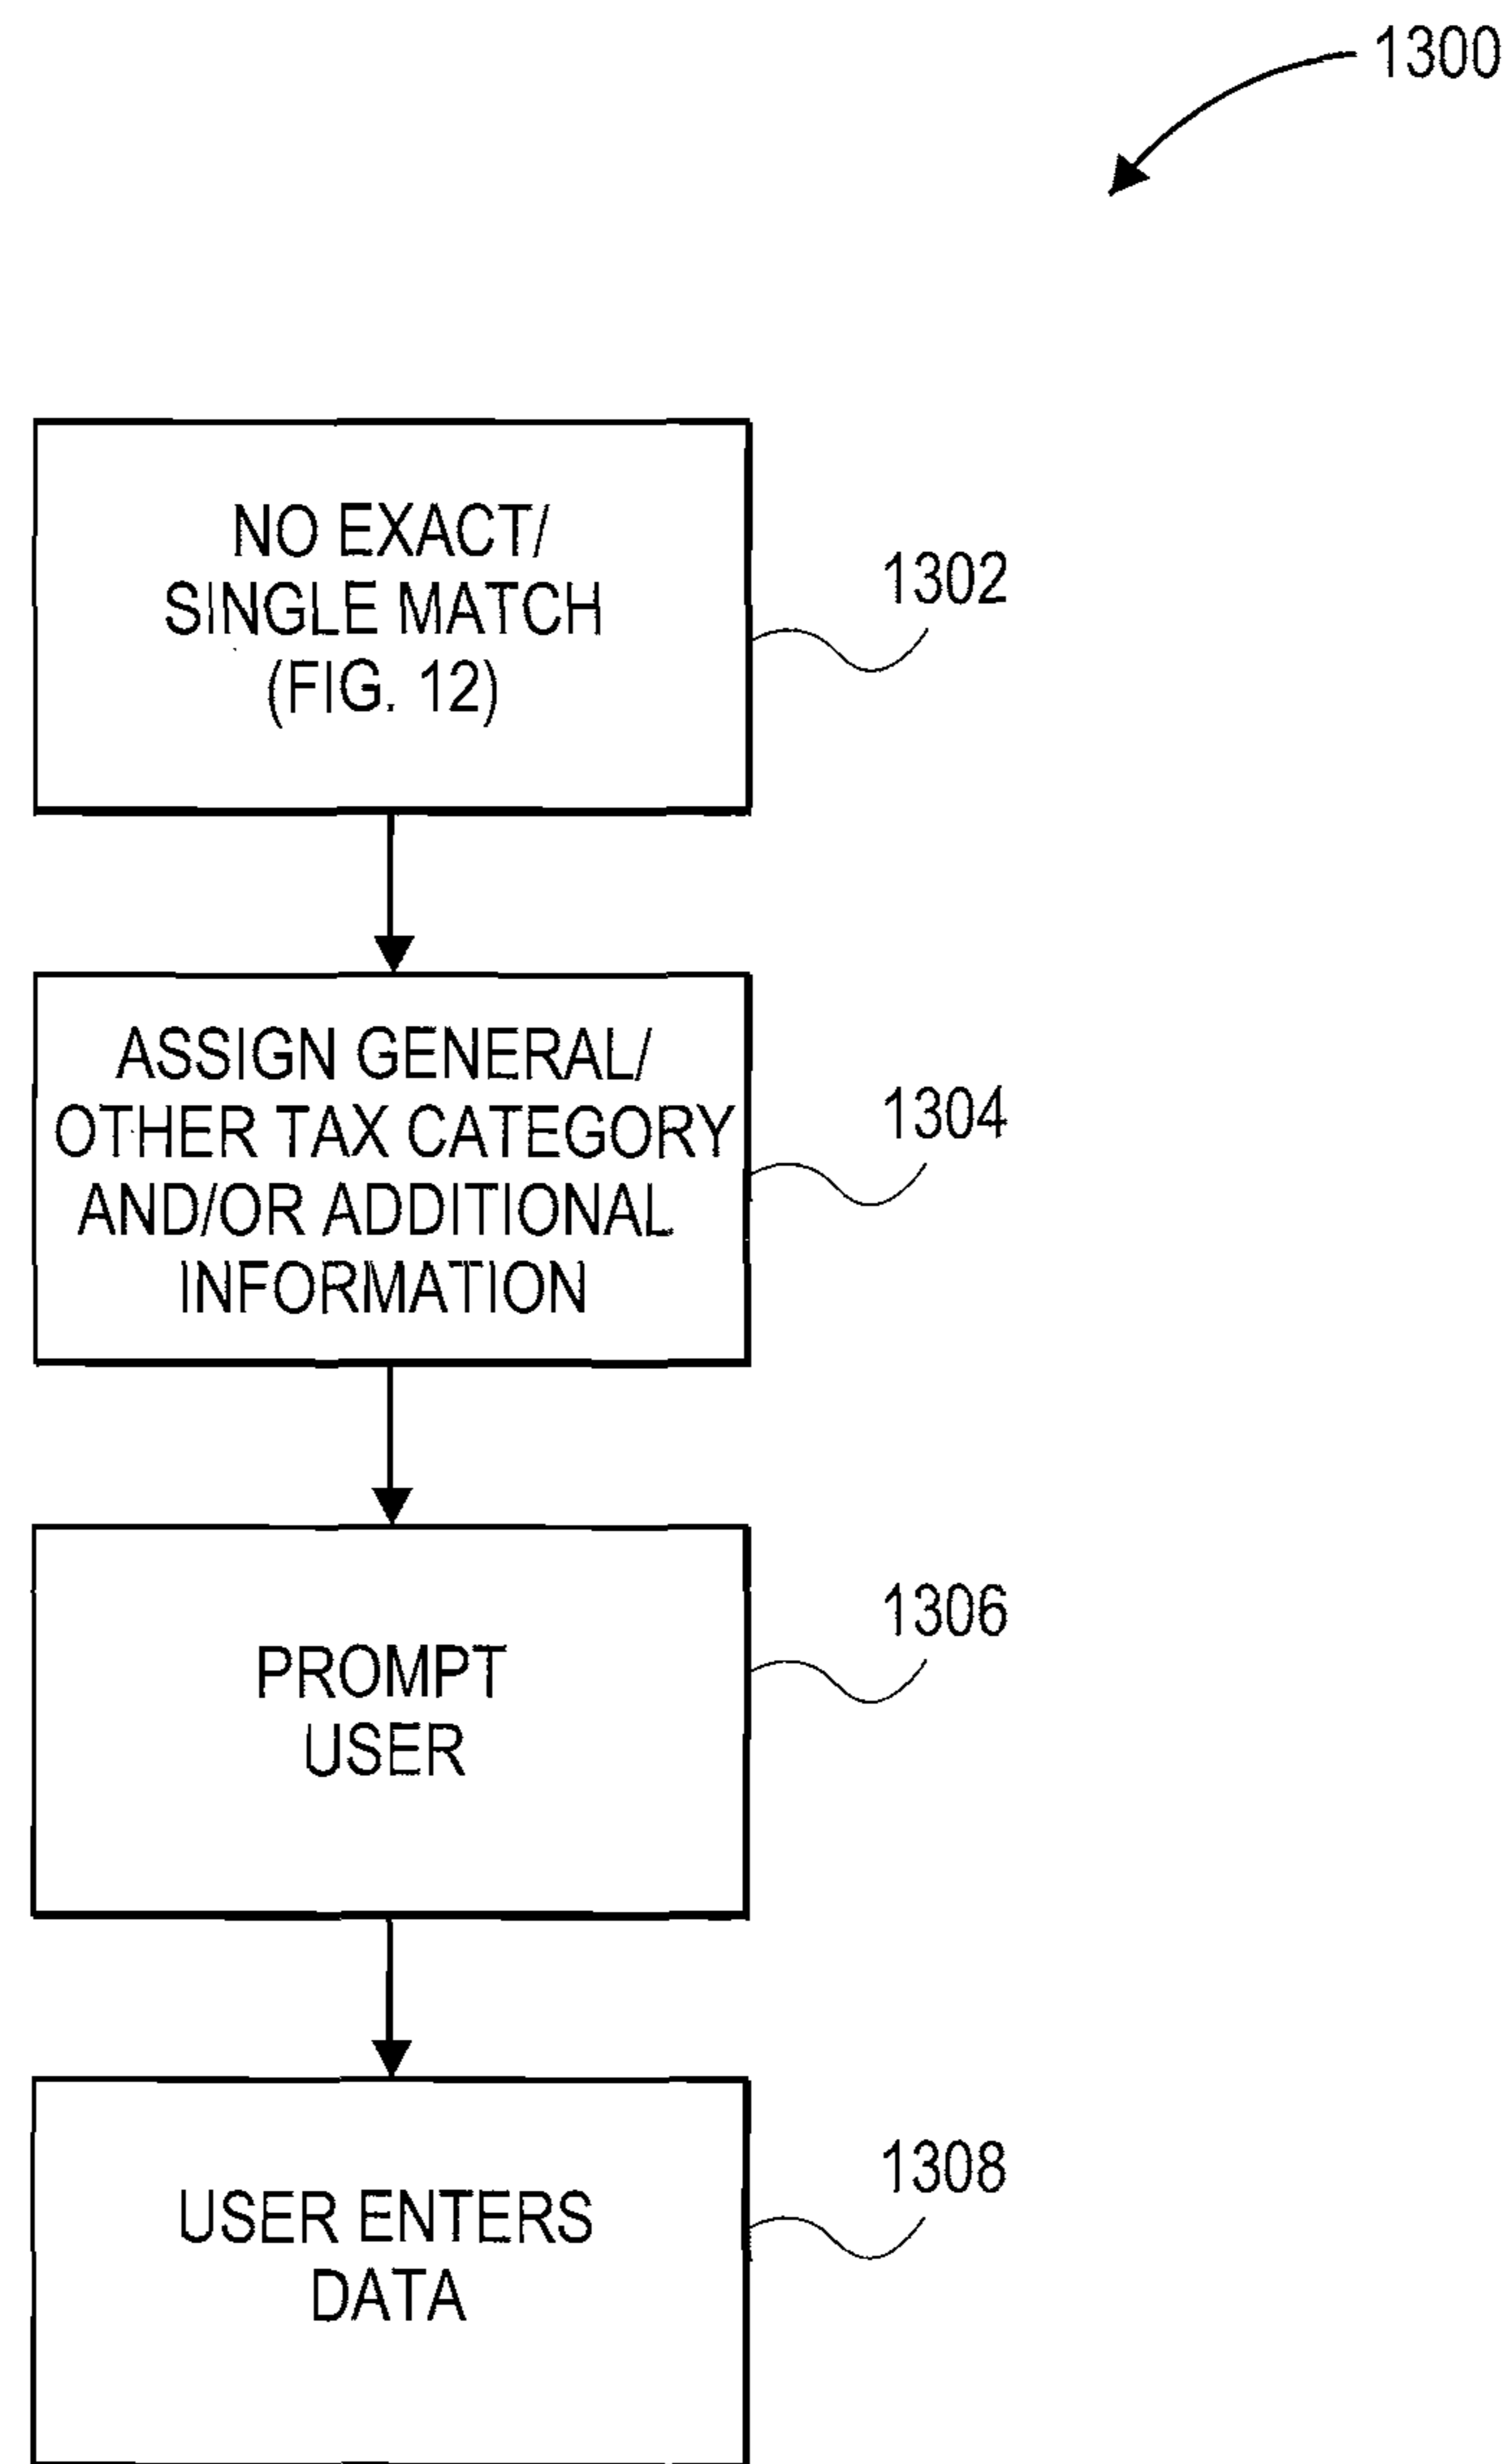 1300
NO EXACT/
SINGLE MATCH
(FIG. 12)
1302
ASSIGN GENERAL/
OTHER TAX CATEGORY
AND/OR ADDITIONAL
INFORMATION
1304
PROMPT
USER
1306
USER ENTERS
DATA
1308